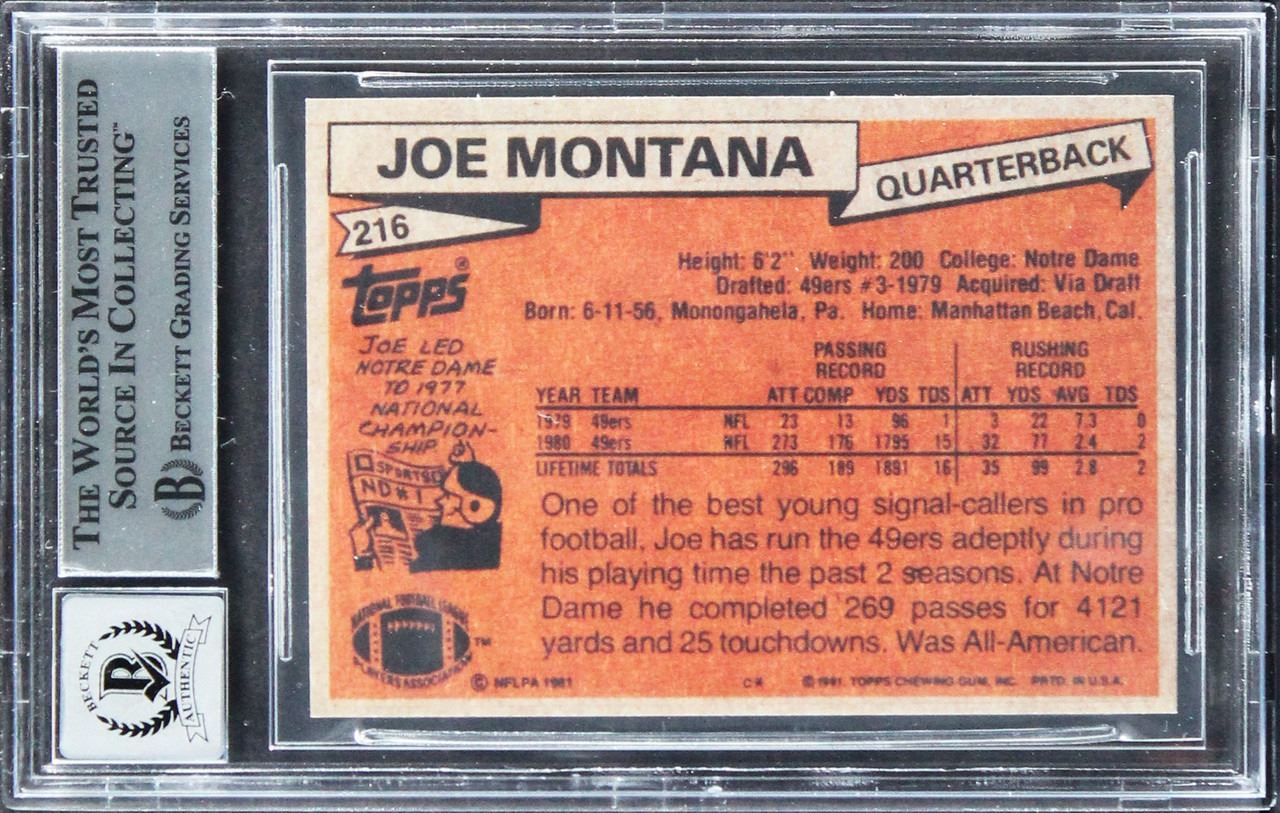 THE WORLD'S MOST TRUSTED
SOURCE IN COLLECTING™
B BECKETT GRADING SERVICES
BECKETT B AUTHENTIC
JOE MONTANA
QUARTERBACK
216
topps®
Height: 6'2'' Weight: 200 College: Notre Dame
Drafted: 49ers #3-1979 Acquired: Via Draft
Born: 6-11-56, Monongahela, Pa. Home: Manhattan Beach, Cal.
JOE LED
NOTRE DAME
TO 1977
NATIONAL
CHAMPION-
SHIP
SPORTS
ND #1
PASSING RUSHING
RECORD RECORD
YEAR TEAM ATT COMP YDS TDS ATT YDS AVG TDS
1979 49ers NFL 23 13 96 1 3 22 7.3 0
1980 49ers NFL 273 176 1795 15 32 77 2.4 2
LIFETIME TOTALS 296 189 1891 16 35 99 2.8 2
One of the best young signal-callers in pro
football, Joe has run the 49ers adeptly during
his playing time the past 2 seasons. At Notre
Dame he completed 269 passes for 4121
yards and 25 touchdowns. Was All-American.
NATIONAL FOOTBALL LEAGUE
PLAYERS ASSOCIATION
™
© NFLPA 1981
C* © 1981 TOPPS CHEWING GUM, INC. PRTD. IN U.S.A.